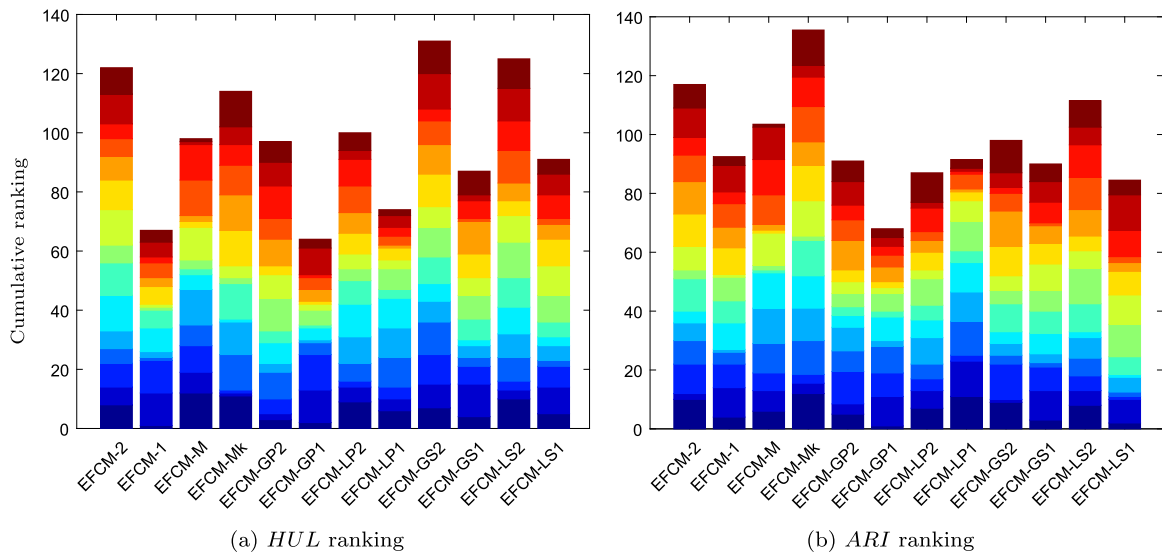 Cumulative ranking
140
120
100
80
60
40
20
0
EFCM-2
EFCM-1
EFCM-M
EFCM-Mk
EFCM-GP2
EFCM-GP1
EFCM-LP2
EFCM-LP1
EFCM-GS2
EFCM-GS1
EFCM-LS2
EFCM-LS1
(a) HUL ranking
140
120
100
80
60
40
20
0
EFCM-2
EFCM-1
EFCM-M
EFCM-Mk
EFCM-GP2
EFCM-GP1
EFCM-LP2
EFCM-LP1
EFCM-GS2
EFCM-GS1
EFCM-LS2
EFCM-LS1
(b) ARI ranking